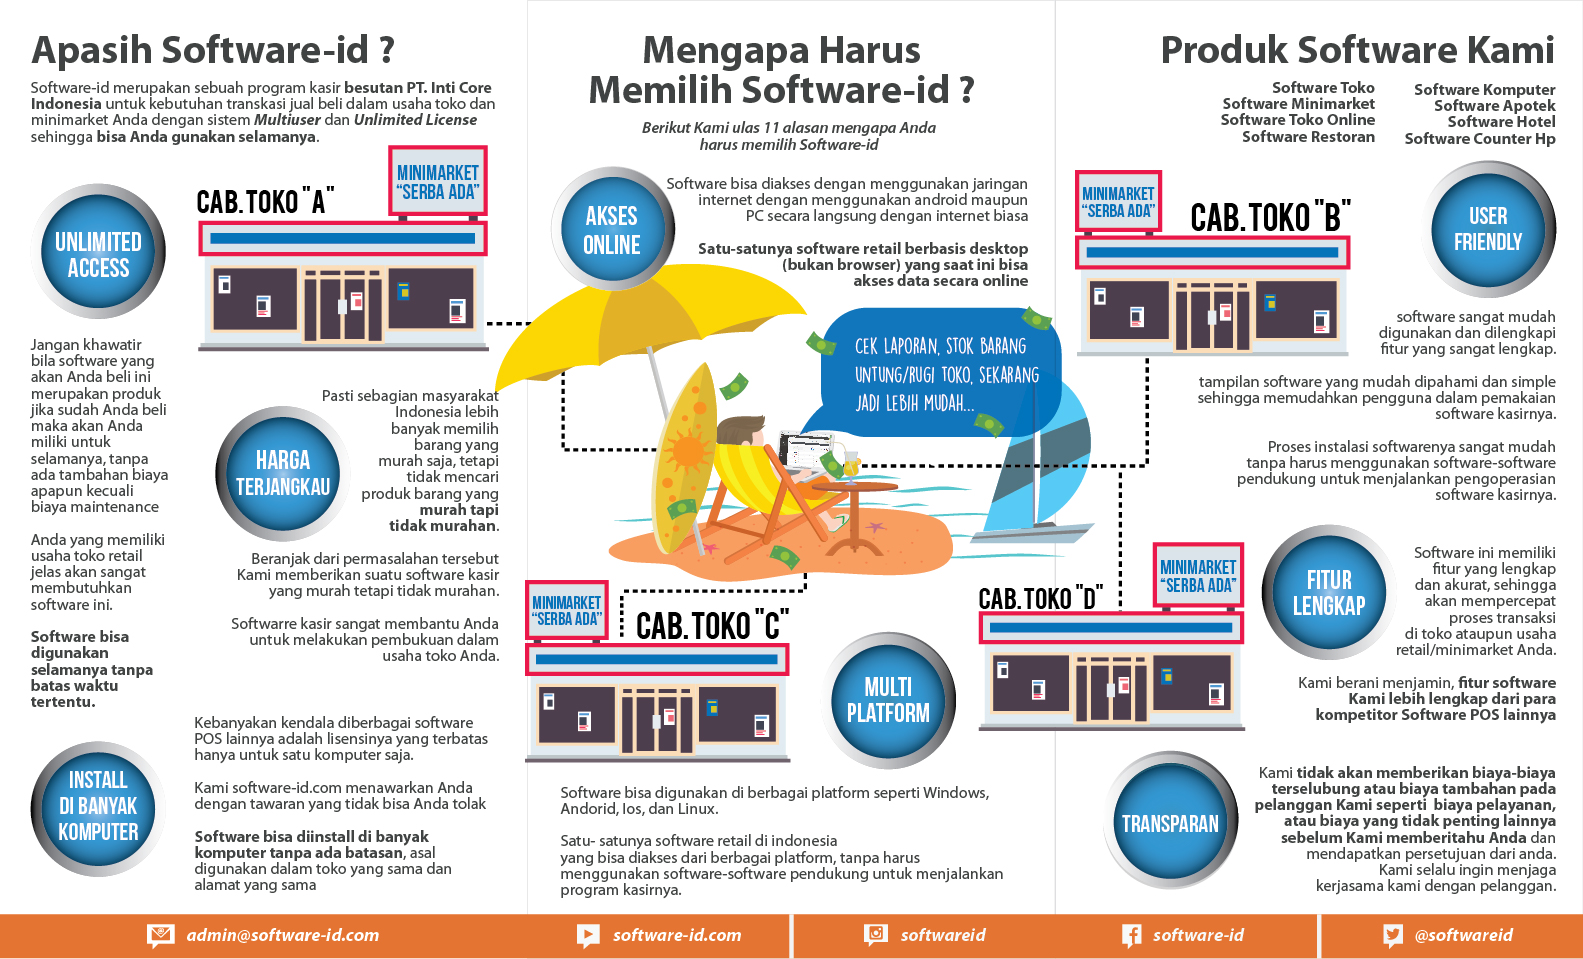 Apasih Software-id ?
Software-id merupakan sebuah program kasir besutan PT. Inti Core
Indonesia untuk kebutuhan transkasi jual beli dalam usaha toko dan
minimarket Anda dengan sistem Multiuser dan Unlimited License
sehingga bisa Anda gunakan selamanya.
MINIMARKET
“SERBA ADA”
CAB. TOKO "A"
UNLIMITED
ACCESS
Jangan khawatir
bila software yang
akan Anda beli ini
merupakan produk
jika sudah Anda beli
maka akan Anda
miliki untuk
selamanya, tanpa
ada tambahan biaya
apapun kecuali
biaya maintenance
Anda yang memiliki
usaha toko retail
jelas akan sangat
membutuhkan
software ini.
Software bisa
digunakan
selamanya tanpa
batas waktu
tertentu.
HARGA
TERJANGKAU
Pasti sebagian masyarakat
Indonesia lebih
banyak memilih
barang yang
murah saja, tetapi
tidak mencari
produk barang yang
murah tapi
tidak murahan.
Beranjak dari permasalahan tersebut
Kami memberikan suatu software kasir
yang murah tetapi tidak murahan.
Softwarre kasir sangat membantu Anda
untuk melakukan pembukuan dalam
usaha toko Anda.
INSTALL
DI BANYAK
KOMPUTER
Kebanyakan kendala diberbagai software
POS lainnya adalah lisensinya yang terbatas
hanya untuk satu komputer saja.
Kami software-id.com menawarkan Anda
dengan tawaran yang tidak bisa Anda tolak
Software bisa diinstall di banyak
komputer tanpa ada batasan, asal
digunakan dalam toko yang sama dan
alamat yang sama
Mengapa Harus
Memilih Software-id ?
Berikut Kami ulas 11 alasan mengapa Anda
harus memilih Software-id
AKSES
ONLINE
Software bisa diakses dengan menggunakan jaringan
internet dengan menggunakan android maupun
PC secara langsung dengan internet biasa
Satu-satunya software retail berbasis desktop
(bukan browser) yang saat ini bisa
akses data secara online
CEK LAPORAN, STOK BARANG
UNTUNG/RUGI TOKO, SEKARANG
JADI LEBIH MUDAH...
MINIMARKET
“SERBA ADA”
CAB. TOKO "C"
MULTI
PLATFORM
Software bisa digunakan di berbagai platform seperti Windows,
Andorid, Ios, dan Linux.
Satu- satunya software retail di indonesia
yang bisa diakses dari berbagai platform, tanpa harus
menggunakan software-software pendukung untuk menjalankan
program kasirnya.
Produk Software Kami
Software Toko
Software Minimarket
Software Toko Online
Software Restoran
Software Komputer
Software Apotek
Software Hotel
Software Counter Hp
MINIMARKET
“SERBA ADA”
CAB. TOKO "B"
USER
FRIENDLY
software sangat mudah
digunakan dan dilengkapi
fitur yang sangat lengkap.
tampilan software yang mudah dipahami dan simple
sehingga memudahkan pengguna dalam pemakaian
software kasirnya.
Proses instalasi softwarenya sangat mudah
tanpa harus menggunakan software-software
pendukung untuk menjalankan pengoperasian
software kasirnya.
MINIMARKET
“SERBA ADA”
CAB. TOKO "D"
FITUR
LENGKAP
Software ini memiliki
fitur yang lengkap
dan akurat, sehingga
akan mempercepat
proses transaksi
di toko ataupun usaha
retail/minimarket Anda.
Kami berani menjamin, fitur software
Kami lebih lengkap dari para
kompetitor Software POS lainnya
TRANSPARAN
Kami tidak akan memberikan biaya-biaya
terselubung atau biaya tambahan pada
pelanggan Kami seperti biaya pelayanan,
atau biaya yang tidak penting lainnya
sebelum Kami memberitahu Anda dan
mendapatkan persetujuan dari anda.
Kami selalu ingin menjaga
kerjasama kami dengan pelanggan.
admin@software-id.com
software-id.com
softwareid
software-id
@softwareid